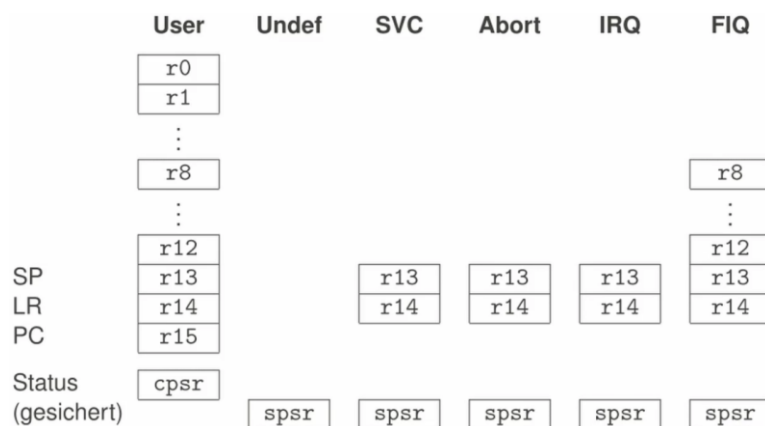 User Undef SVC Abort IRQ FIQ
r0
r1
⋮
r8 r8
⋮ ⋮
r12 r12
SP r13 r13 r13 r13 r13
LR r14 r14 r14 r14 r14
PC r15
Status cpsr
(gesichert) spsr spsr spsr spsr spsr